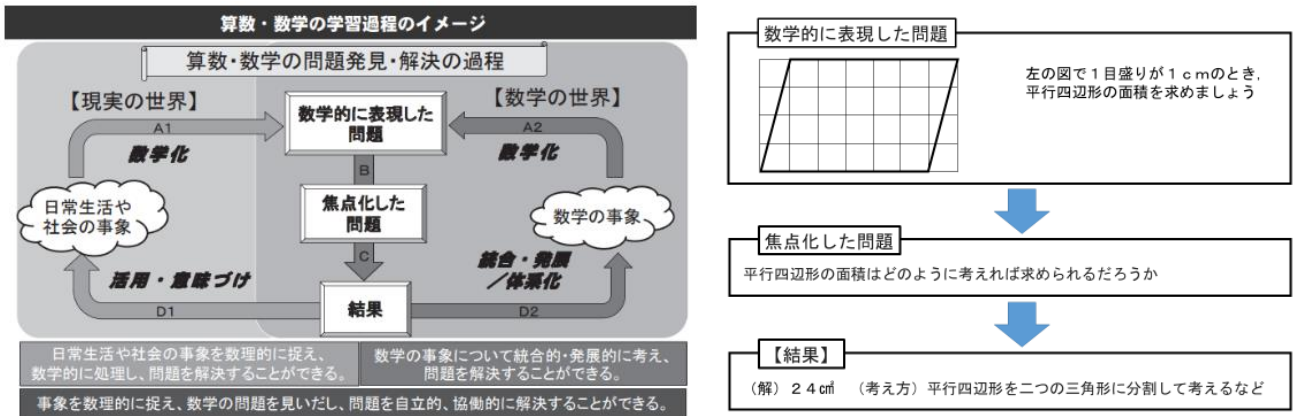 算数・数学の学習過程のイメージ
算数・数学の問題発見・解決の過程
【現実の世界】
【数学の世界】
A1
数学化
数学的に表現した
問題
A2
数学化
B
日常生活や
社会の事象
焦点化した
問題
数学の事象
C
活用・意味づけ
統合・発展
／体系化
D1
結果
D2
日常生活や社会の事象を数理的に捉え、
数学的に処理し、問題を解決することができる。
数学の事象について統合的・発展的に考え、
問題を解決することができる。
事象を数理的に捉え、数学の問題を見いだし、問題を自立的、協働的に解決することができる。
数学的に表現した問題
左の図で１目盛りが１ｃｍのとき，
平行四辺形の面積を求めましょう
焦点化した問題
平行四辺形の面積はどのように考えれば求められるだろうか
【結果】
（解）２４㎠　（考え方）平行四辺形を二つの三角形に分割して考えるなど